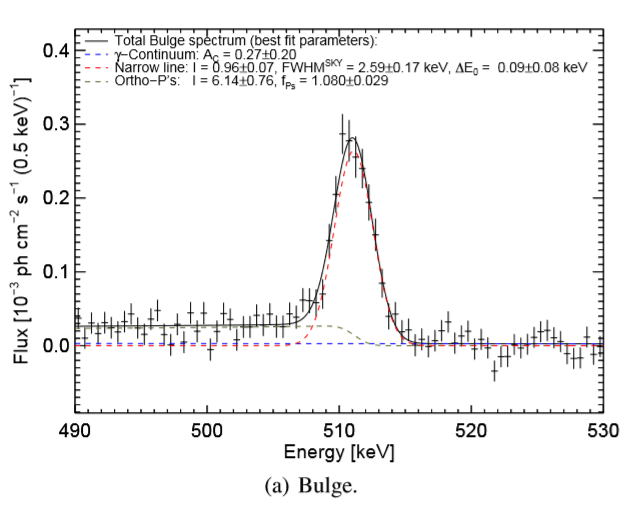 Total Bulge spectrum (best fit parameters):
γ−Continuum: A_C = 0.27±0.20
Narrow line: I = 0.96±0.07, FWHM^SKY = 2.59±0.17 keV, ΔE_0 = 0.09±0.08 keV
Ortho−P's: I = 6.14±0.76, f_Ps = 1.080±0.029
0.4
0.3
0.2
0.1
0.0
Flux [10^−3 ph cm^−2 s^−1 (0.5 keV)^−1]
490 500 510 520 530
Energy [keV]
(a) Bulge.